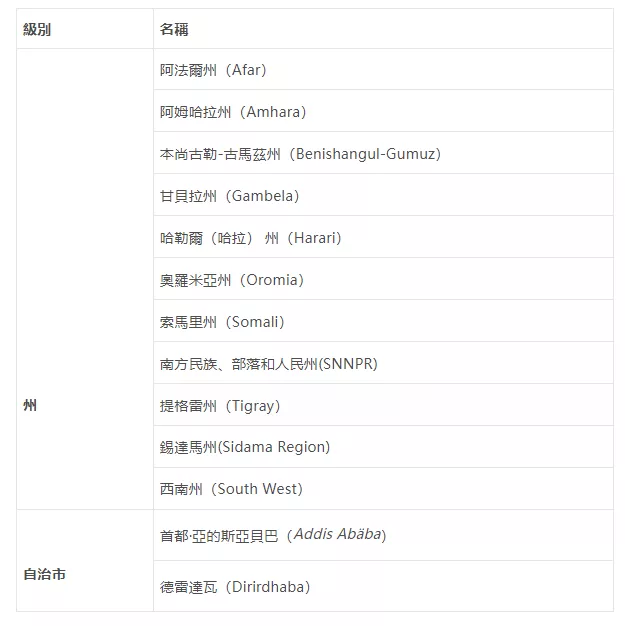 級別 名稱
阿法爾州（Afar）
阿姆哈拉州（Amhara）
本尚古勒-古馬茲州（Benishangul-Gumuz）
甘貝拉州（Gambela）
哈勒爾（哈拉） 州（Harari）
奧羅米亞州（Oromia）
索馬里州（Somali）
南方民族、部落和人民州(SNNPR)
州 提格雷州（Tigray）
錫達馬州(Sidama Region)
西南州（South West）
首都·亞的斯亞貝巴（Addis Abäba）
自治市
德雷達瓦（Dirirdhaba）